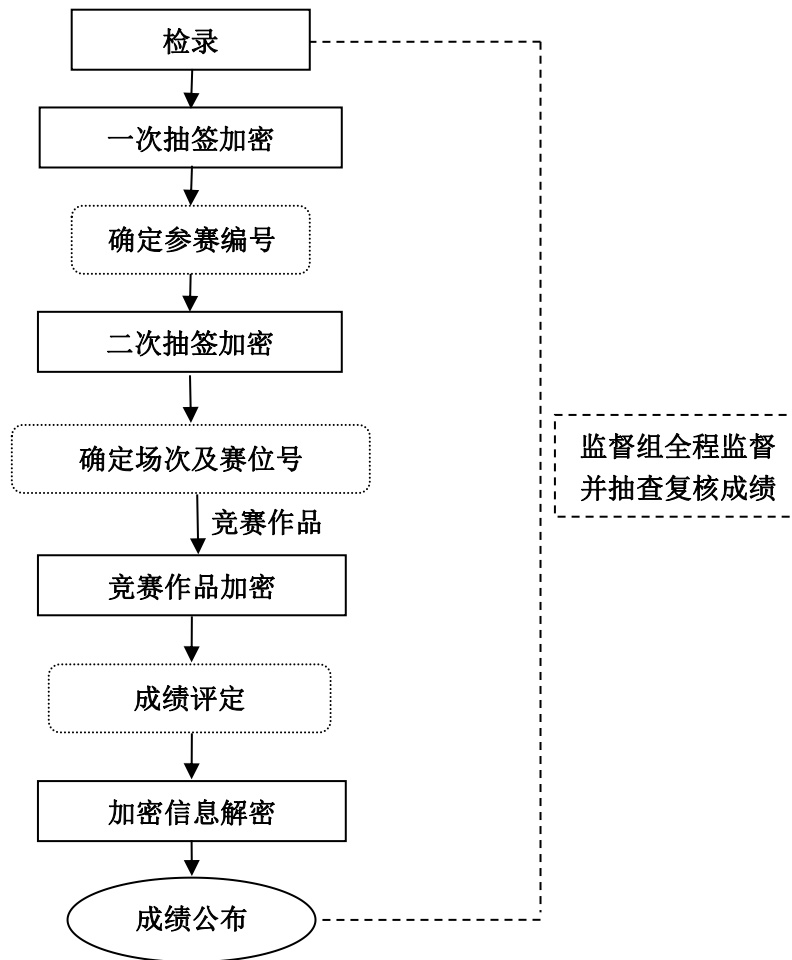 检录
一次抽签加密
确定参赛编号
二次抽签加密
确定场次及赛位号
竞赛作品
竞赛作品加密
成绩评定
加密信息解密
成绩公布
监督组全程监督
并抽查复核成绩